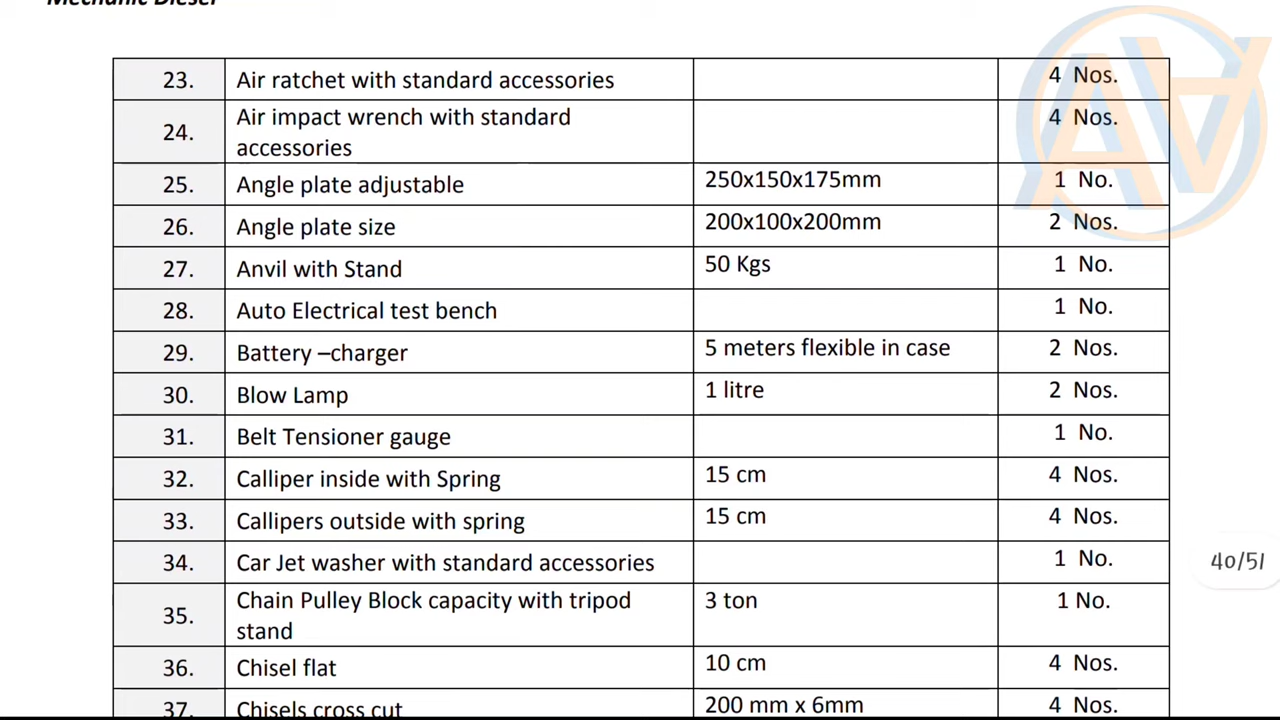 Mechanic Diesel
23. Air ratchet with standard accessories 4 Nos.
24. Air impact wrench with standard accessories 4 Nos.
25. Angle plate adjustable 250x150x175mm 1 No.
26. Angle plate size 200x100x200mm 2 Nos.
27. Anvil with Stand 50 Kgs 1 No.
28. Auto Electrical test bench 1 No.
29. Battery –charger 5 meters flexible in case 2 Nos.
30. Blow Lamp 1 litre 2 Nos.
31. Belt Tensioner gauge 1 No.
32. Calliper inside with Spring 15 cm 4 Nos.
33. Callipers outside with spring 15 cm 4 Nos.
34. Car Jet washer with standard accessories 1 No.
35. Chain Pulley Block capacity with tripod stand 3 ton 1 No.
36. Chisel flat 10 cm 4 Nos.
37. Chisels cross cut 200 mm x 6mm 4 Nos.
40/51